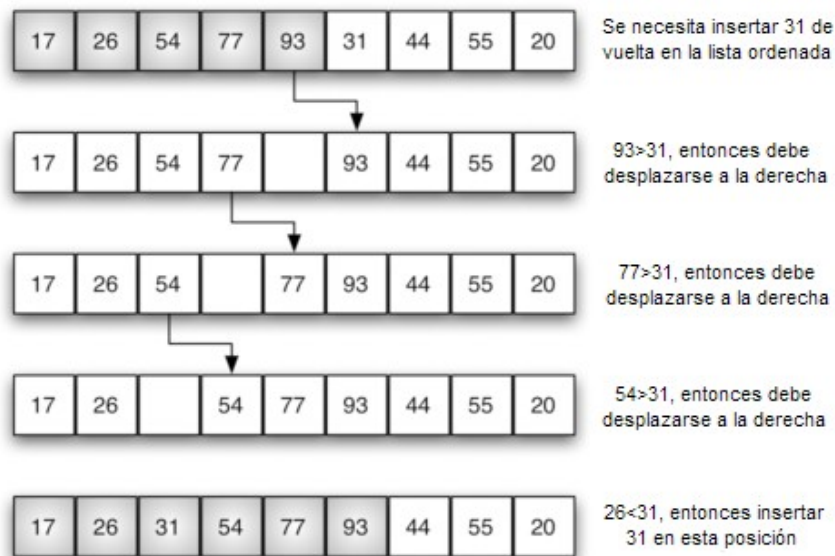 17 26 54 77 93 31 44 55 20
Se necesita insertar 31 de
vuelta en la lista ordenada
17 26 54 77 93 44 55 20
93>31, entonces debe
desplazarse a la derecha
17 26 54 77 93 44 55 20
77>31, entonces debe
desplazarse a la derecha
17 26 54 77 93 44 55 20
54>31, entonces debe
desplazarse a la derecha
17 26 31 54 77 93 44 55 20
26<31, entonces insertar
31 en esta posición